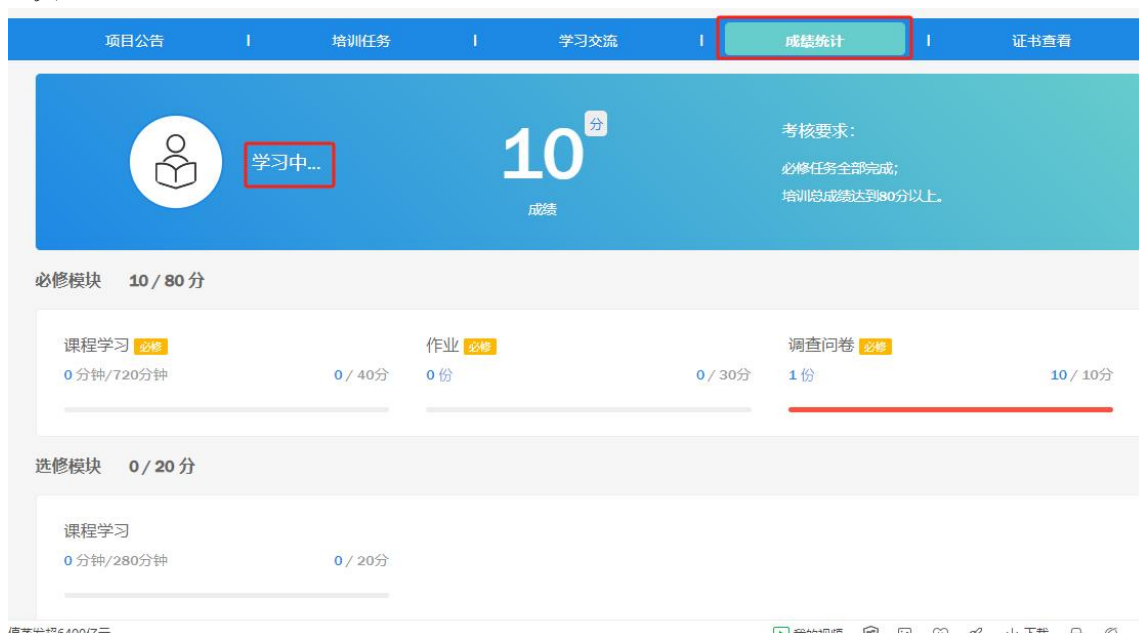 项目公告 | 培训任务 | 学习交流 | 成绩统计 | 证书查看
学习中...
10分
成绩
考核要求：
必修任务全部完成；
培训总成绩达到80分以上。
必修模块 10 / 80 分
课程学习 必修
0 分钟/720分钟 0 / 40分
作业 必修
0 份 0 / 30分
调查问卷 必修
1 份 10 / 10分
选修模块 0 / 20 分
课程学习
0 分钟/280分钟 0 / 20分
我的视频 下载